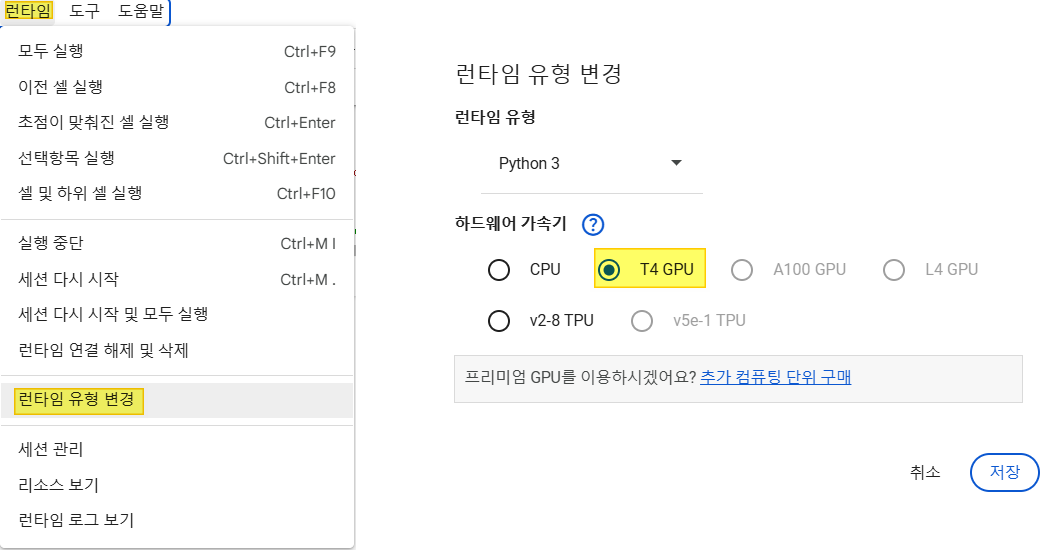 런타임 도구 도움말
모두 실행 Ctrl+F9
이전 셀 실행 Ctrl+F8
초점이 맞춰진 셀 실행 Ctrl+Enter
선택항목 실행 Ctrl+Shift+Enter
셀 및 하위 셀 실행 Ctrl+F10
실행 중단 Ctrl+M I
세션 다시 시작 Ctrl+M .
세션 다시 시작 및 모두 실행
런타임 연결 해제 및 삭제
런타임 유형 변경
세션 관리
리소스 보기
런타임 로그 보기
런타임 유형 변경
런타임 유형
Python 3
하드웨어 가속기 ?
CPU T4 GPU A100 GPU L4 GPU
v2-8 TPU v5e-1 TPU
프리미엄 GPU를 이용하시겠어요? 추가 컴퓨팅 단위 구매
취소 저장